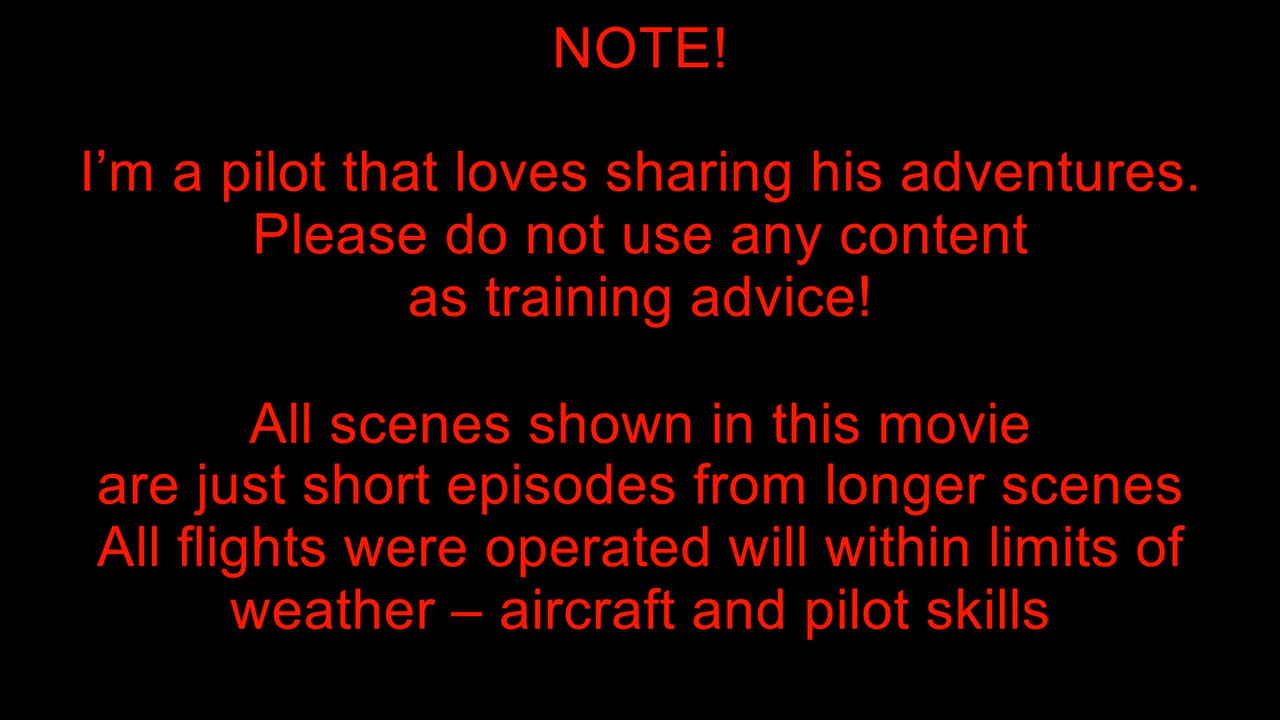 NOTE!
I’m a pilot that loves sharing his adventures.
Please do not use any content
as training advice!
All scenes shown in this movie
are just short episodes from longer scenes
All flights were operated will within limits of
weather – aircraft and pilot skills